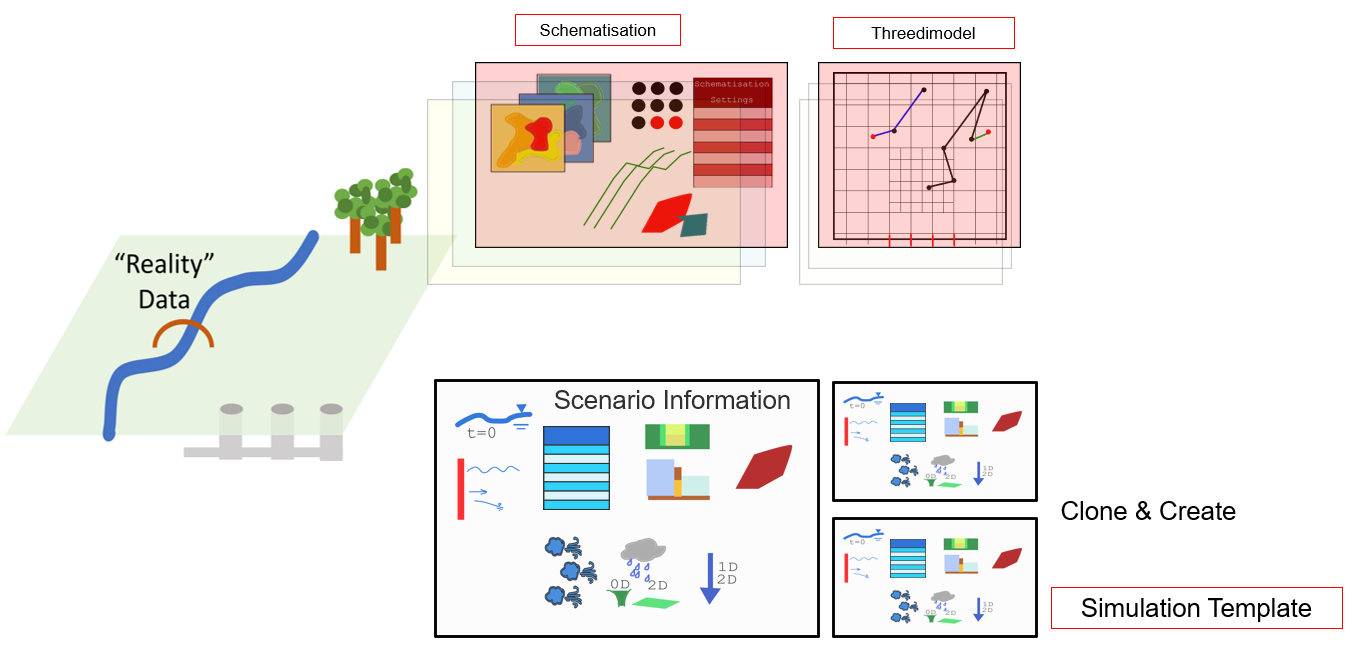 Schematisation
Threedimodel
Schematisation
Settings
“Reality”
Data
Scenario Information
t=0
0D
2D
1D
2D
t=0
0D
2D
1D
2D
Clone & Create
t=0
0D
2D
1D
2D
Simulation Template